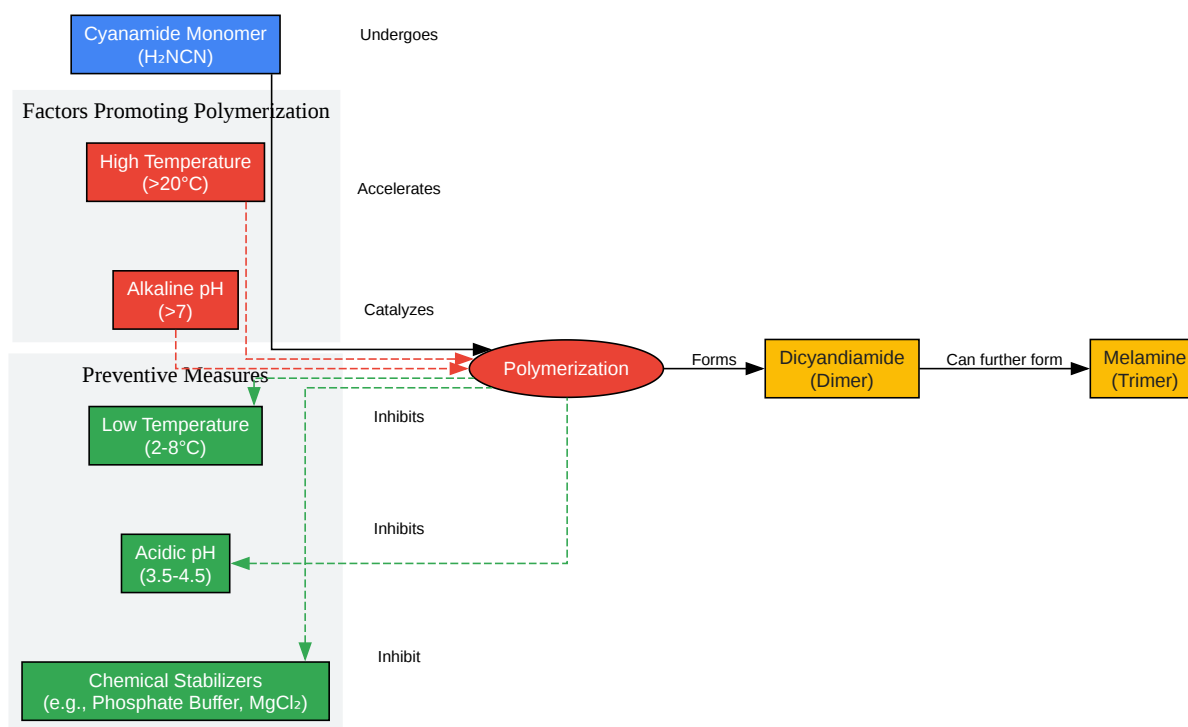 Cyanamide Monomer
(H₂NCN)
Undergoes
Factors Promoting Polymerization
High Temperature
(>20°C)
Accelerates
Alkaline pH
(>7)
Catalyzes
Polymerization
Forms
Dicyandiamide
(Dimer)
Can further form
Melamine
(Trimer)
Preventive Measures
Low Temperature
(2-8°C)
Inhibits
Acidic pH
(3.5-4.5)
Inhibits
Chemical Stabilizers
(e.g., Phosphate Buffer, MgCl₂)
Inhibit